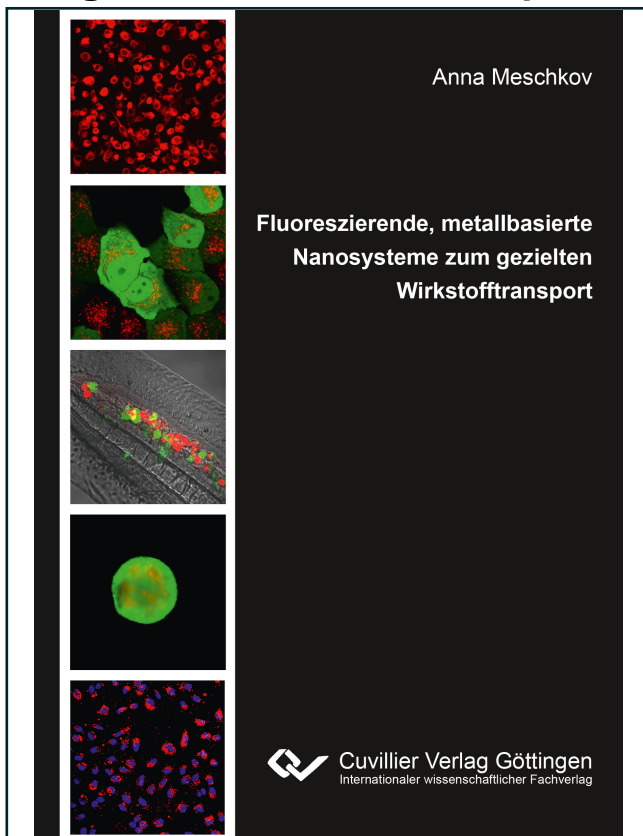 Anna Meschkov
Fluoreszierende, metallbasierte
Nanosysteme zum gezielten
Wirkstofftransport
Cuvillier Verlag Göttingen
Internationaler wissenschaftlicher Fachverlag